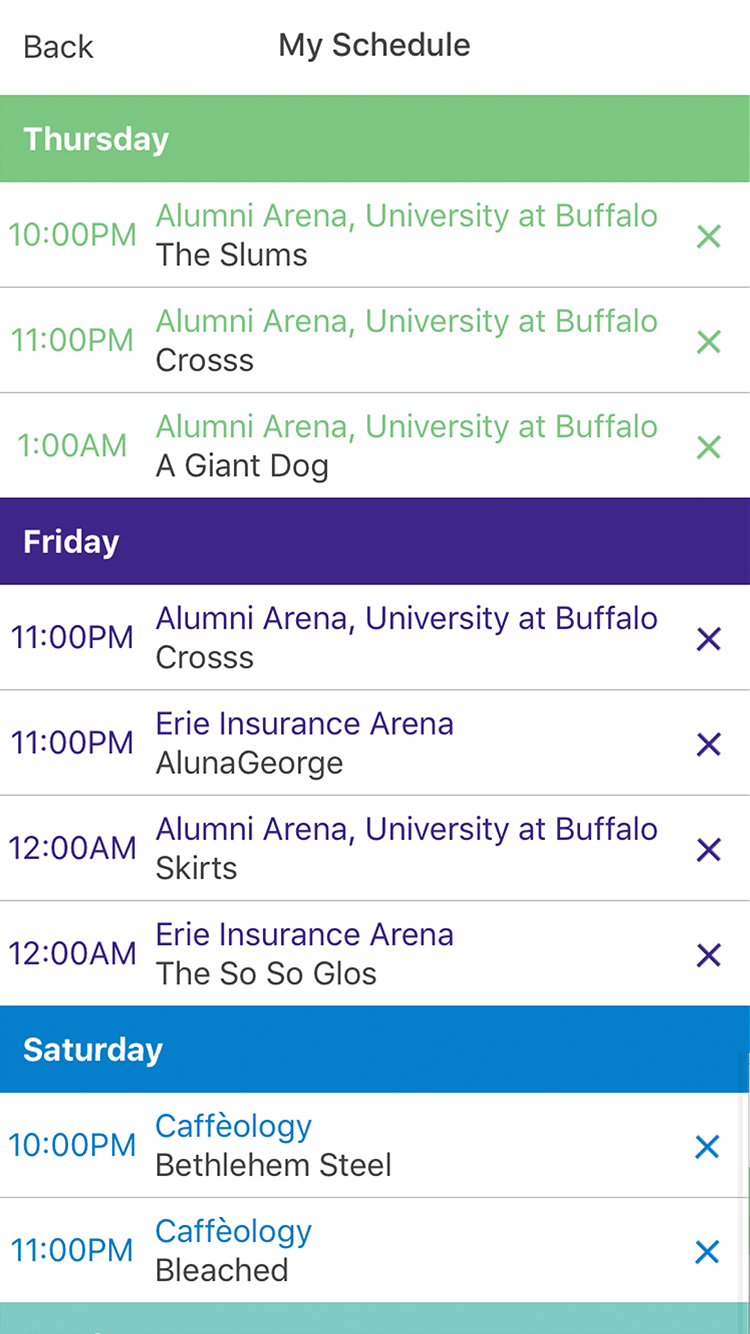 Back My Schedule
Thursday
10:00PM Alumni Arena, University at Buffalo
The Slums
11:00PM Alumni Arena, University at Buffalo
Crosss
1:00AM Alumni Arena, University at Buffalo
A Giant Dog
Friday
11:00PM Alumni Arena, University at Buffalo
Crosss
11:00PM Erie Insurance Arena
AlunaGeorge
12:00AM Alumni Arena, University at Buffalo
Skirts
12:00AM Erie Insurance Arena
The So So Glos
Saturday
10:00PM Caffèology
Bethlehem Steel
11:00PM Caffèology
Bleached